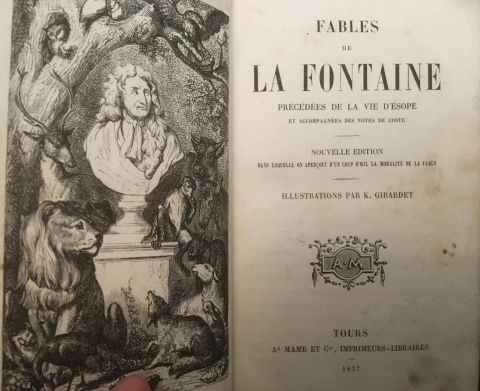 FABLES
DE
LA FONTAINE
PRÉCÉDÉES DE LA VIE D'ÉSOPE
ET ACCOMPAGNÉES DES NOTES DE COSTE
NOUVELLE ÉDITION
DANS LAQUELLE ON APERÇOIT D'UN COUP D'ŒIL LA MORALITÉ DE LA FABLE
ILLUSTRATIONS PAR K. GIRARDET
A M
TOURS
Ad MAME ET Cie, IMPRIMEURS-LIBRAIRES
1857